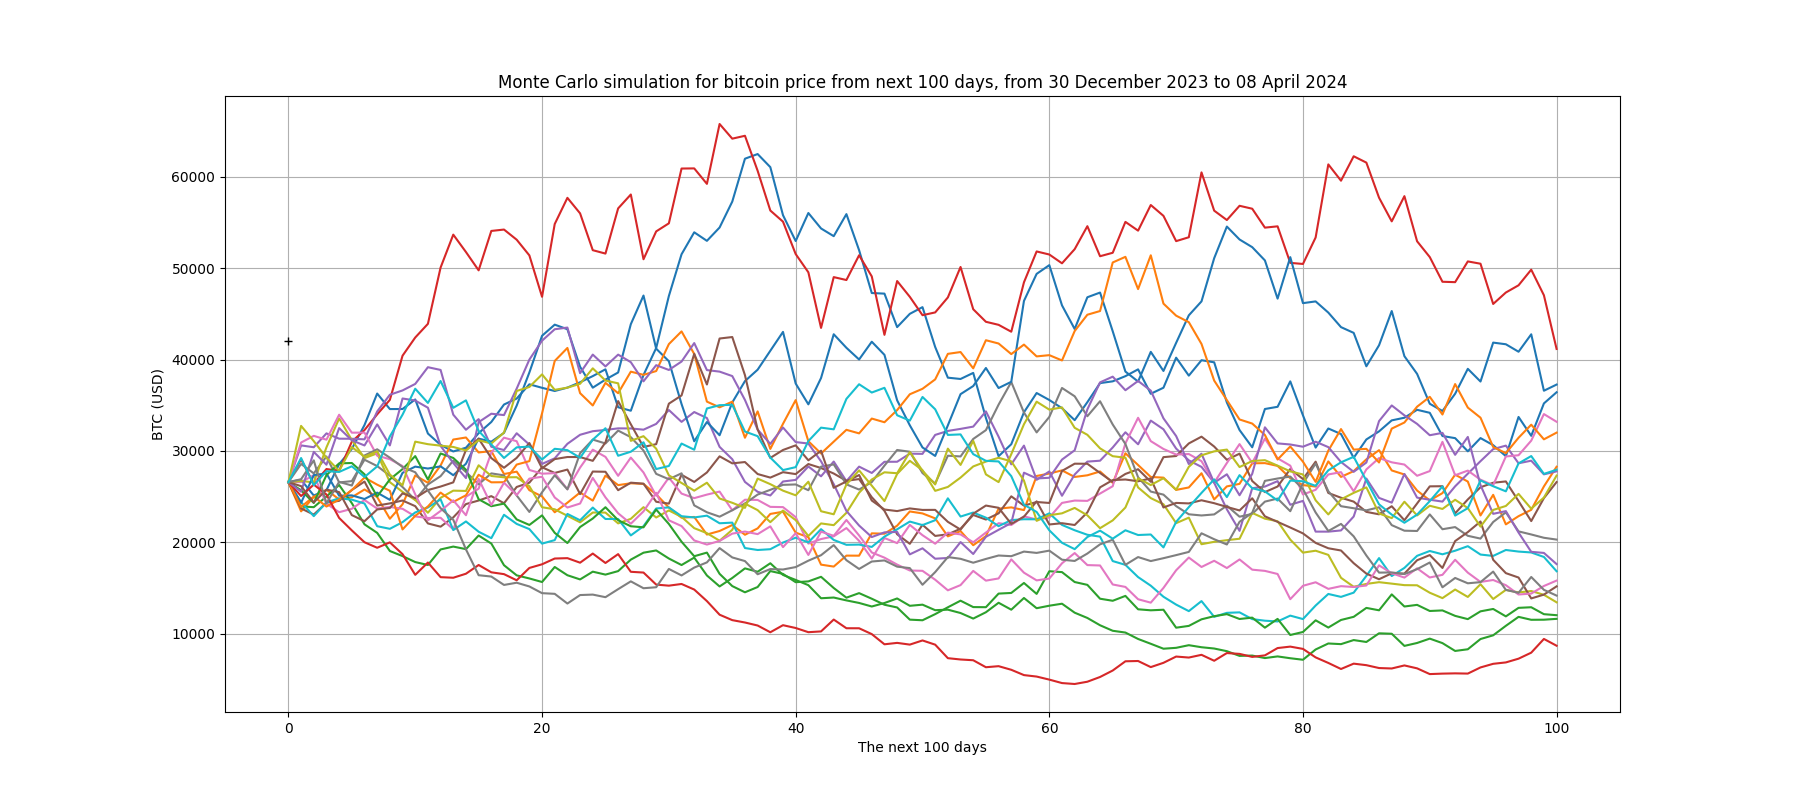 Monte Carlo simulation for bitcoin price from next 100 days, from 30 December 2023 to 08 April 2024
60000
50000
40000
30000
20000
10000
BTC (USD)
0 20 40 60 80 100
The next 100 days